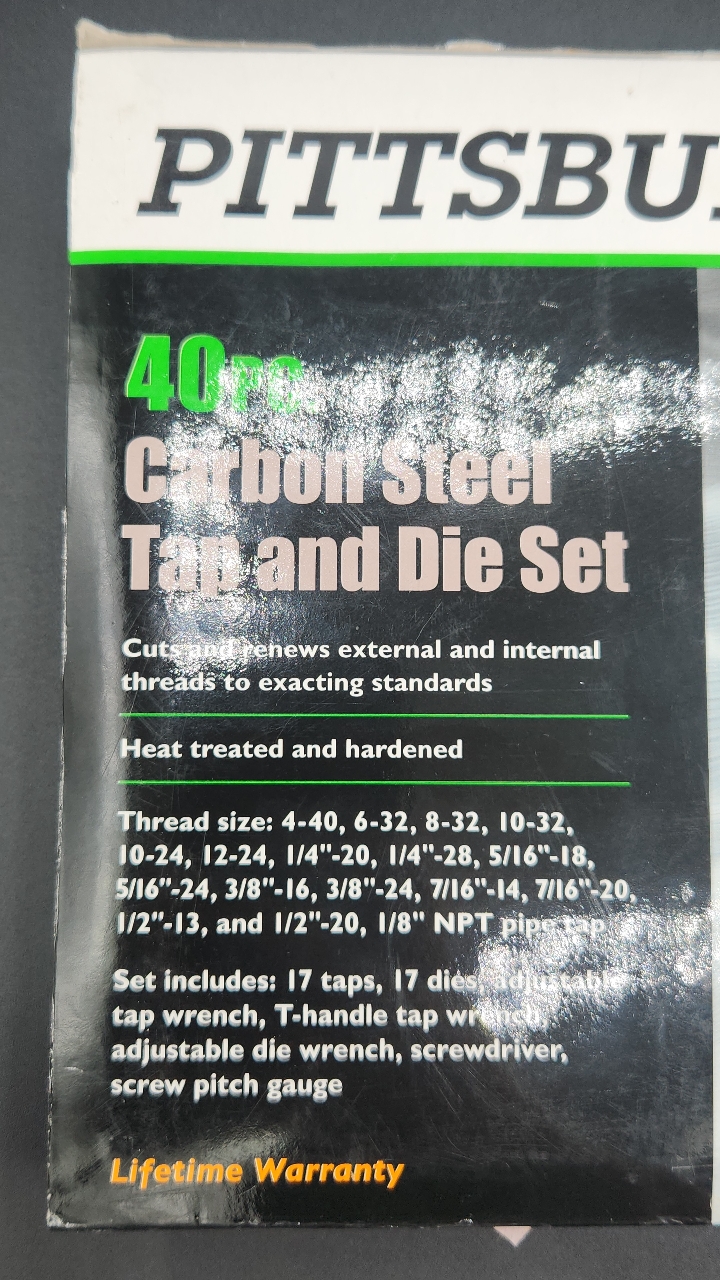 PITTSBU
40PC.
Carbon Steel
Tap and Die Set
Cuts and renews external and internal
threads to exacting standards
Heat treated and hardened
Thread size: 4-40, 6-32, 8-32, 10-32,
10-24, 12-24, 1/4"-20, 1/4"-28, 5/16"-18,
5/16"-24, 3/8"-16, 3/8"-24, 7/16"-14, 7/16"-20,
1/2"-13, and 1/2"-20, 1/8" NPT pipe tap
Set includes: 17 taps, 17 dies, adjustable
tap wrench, T-handle tap wrench,
adjustable die wrench, screwdriver,
screw pitch gauge
Lifetime Warranty